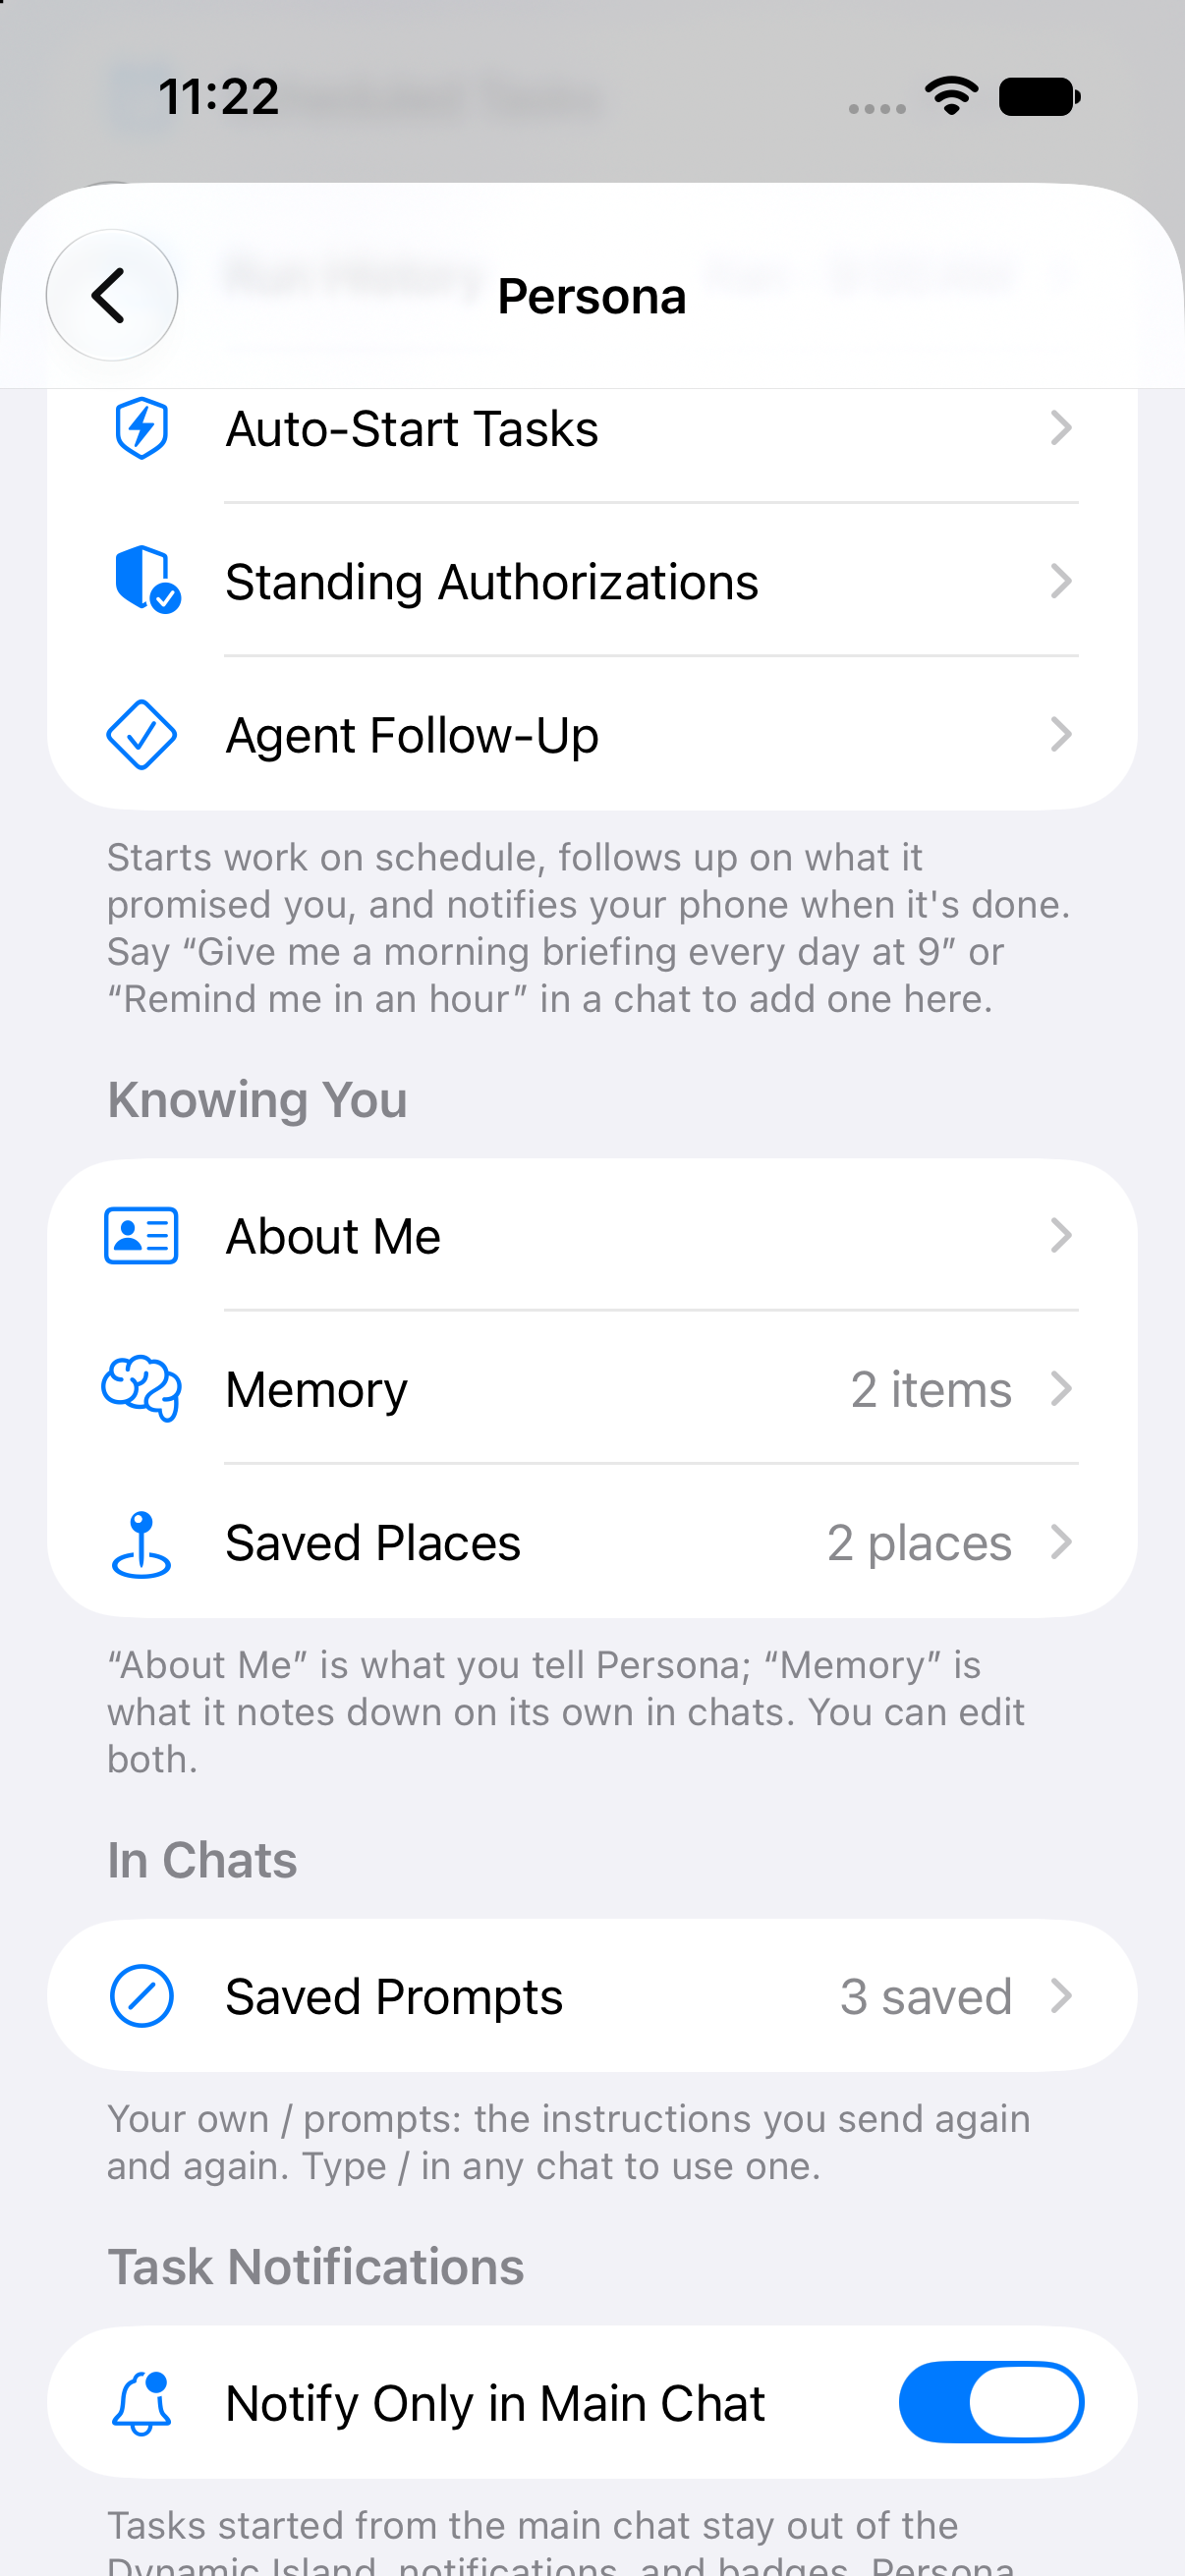 11:22
Persona
Auto-Start Tasks
Standing Authorizations
Agent Follow-Up
Starts work on schedule, follows up on what it
promised you, and notifies your phone when it's done.
Say “Give me a morning briefing every day at 9” or
“Remind me in an hour” in a chat to add one here.
Knowing You
About Me
Memory 2 items
Saved Places 2 places
“About Me” is what you tell Persona; “Memory” is
what it notes down on its own in chats. You can edit
both.
In Chats
Saved Prompts 3 saved
Your own / prompts: the instructions you send again
and again. Type / in any chat to use one.
Task Notifications
Notify Only in Main Chat
Tasks started from the main chat stay out of the
Dynamic Island, notifications, and badges. Persona